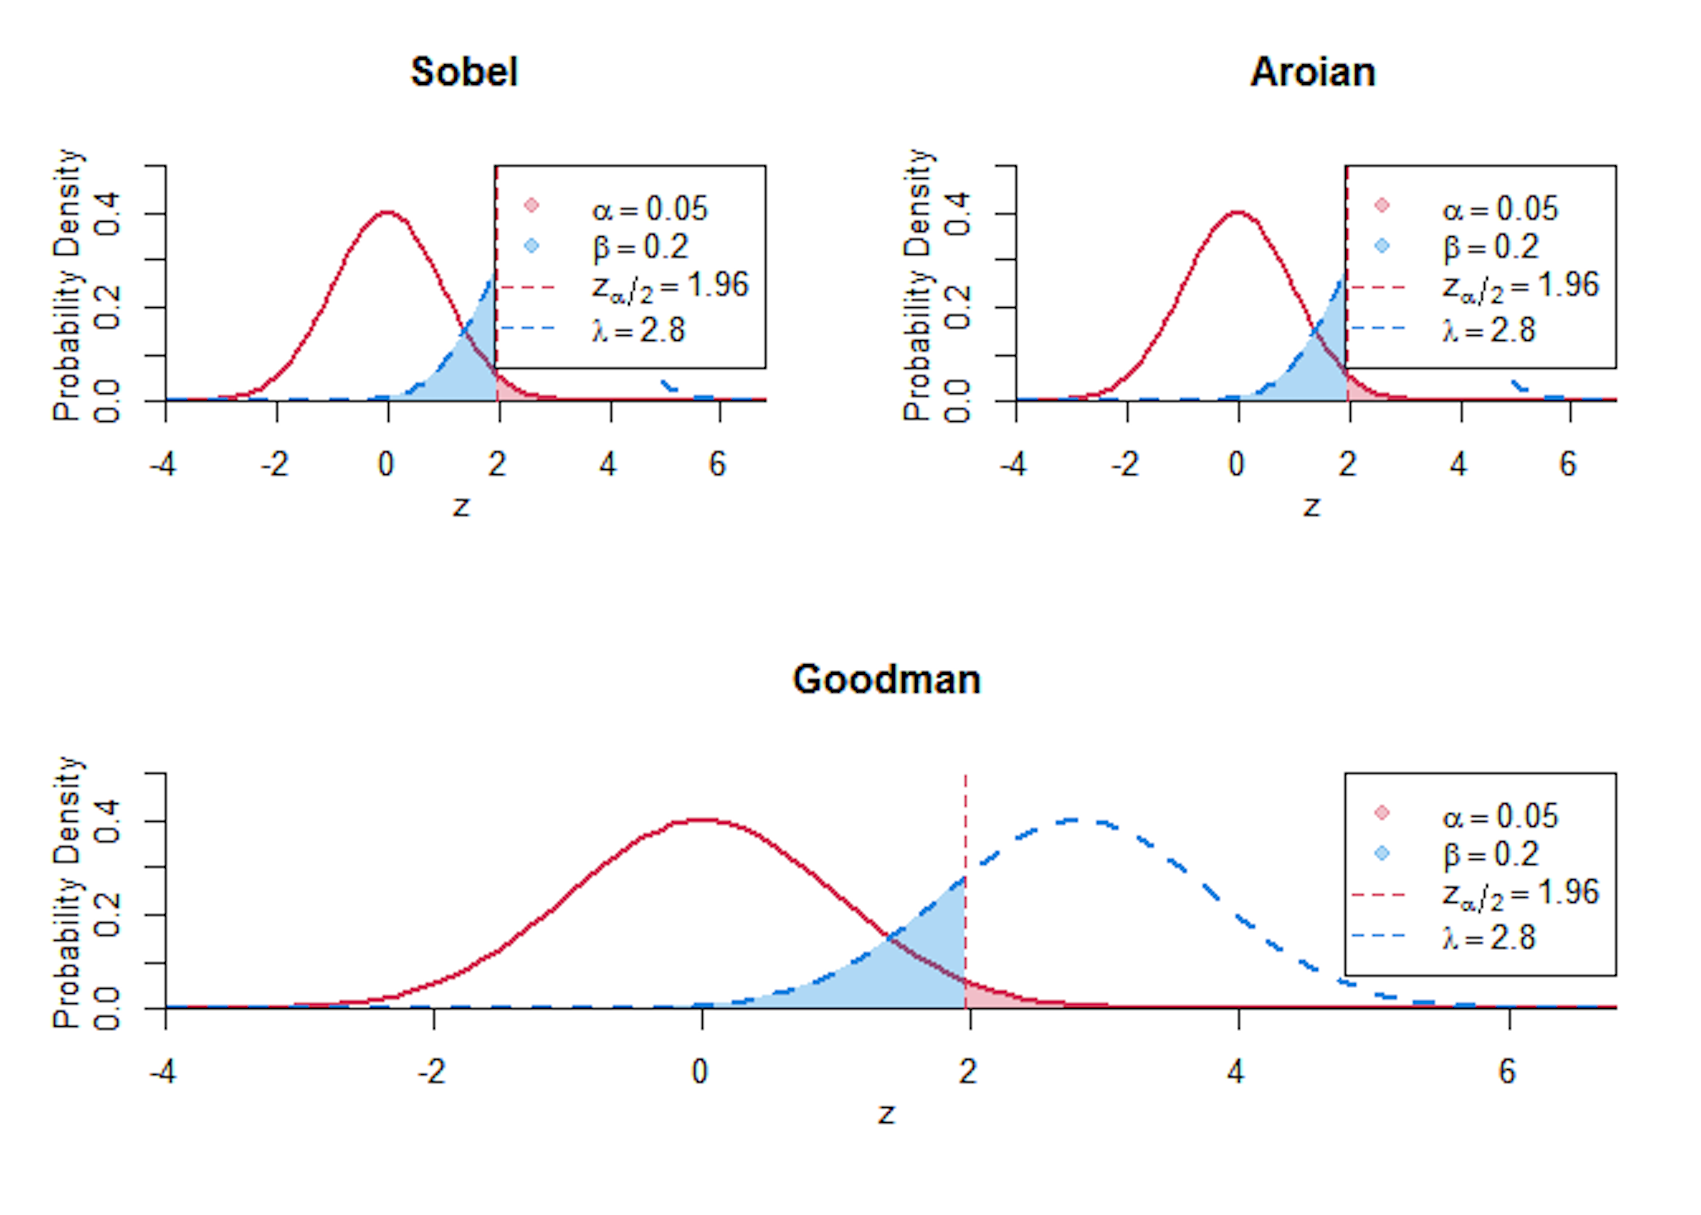 Sobel
Probability Density
0.0 0.2 0.4
-4 -2 0 2 4 6
z
α = 0.05
β = 0.2
zα/2 = 1.96
λ = 2.8
Aroian
Probability Density
0.0 0.2 0.4
-4 -2 0 2 4 6
z
α = 0.05
β = 0.2
zα/2 = 1.96
λ = 2.8
Goodman
Probability Density
0.0 0.2 0.4
-4 -2 0 2 4 6
z
α = 0.05
β = 0.2
zα/2 = 1.96
λ = 2.8